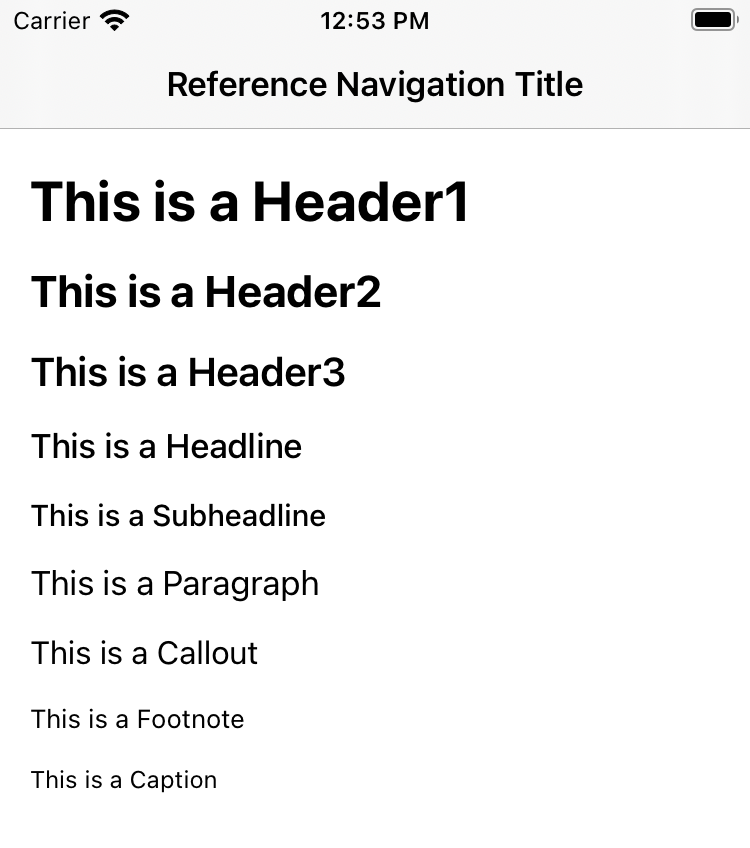 Carrier 12:53 PM
Reference Navigation Title
This is a Header1
This is a Header2
This is a Header3
This is a Headline
This is a Subheadline
This is a Paragraph
This is a Callout
This is a Footnote
This is a Caption